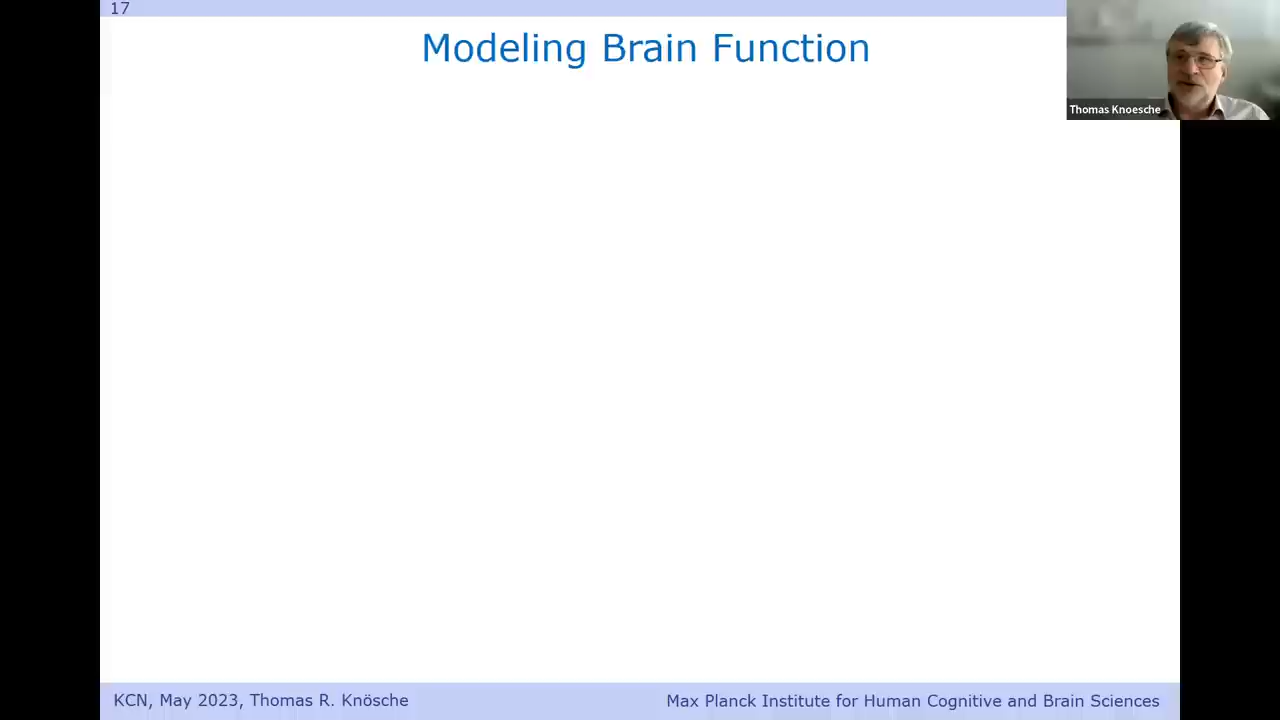 17
Modeling Brain Function
Thomas Knoesche
KCN, May 2023, Thomas R. Knösche
Max Planck Institute for Human Cognitive and Brain Sciences